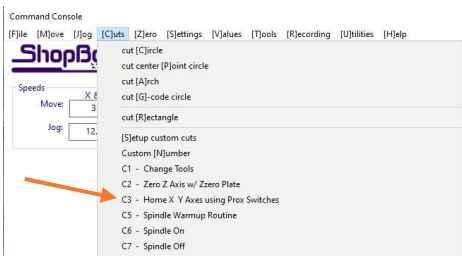 Command Console
[F]ile [M]ove [J]og [C]uts [Z]ero [S]ettings [V]alues [T]ools [R]ecording [U]tilities [H]elp
cut [C]ircle
cut center [P]oint circle
cut [A]rch
cut [G]-code circle
cut [R]ectangle
[S]etup custom cuts
Custom [N]umber
C1 - Change Tools
C2 - Zero Z Axis w/ Zzero Plate
C3 - Home X Y Axes using Prox Switches
C5 - Spindle Warmup Routine
C6 - Spindle On
C7 - Spindle Off
Speeds
X &
Move: 3
Jog: 12.